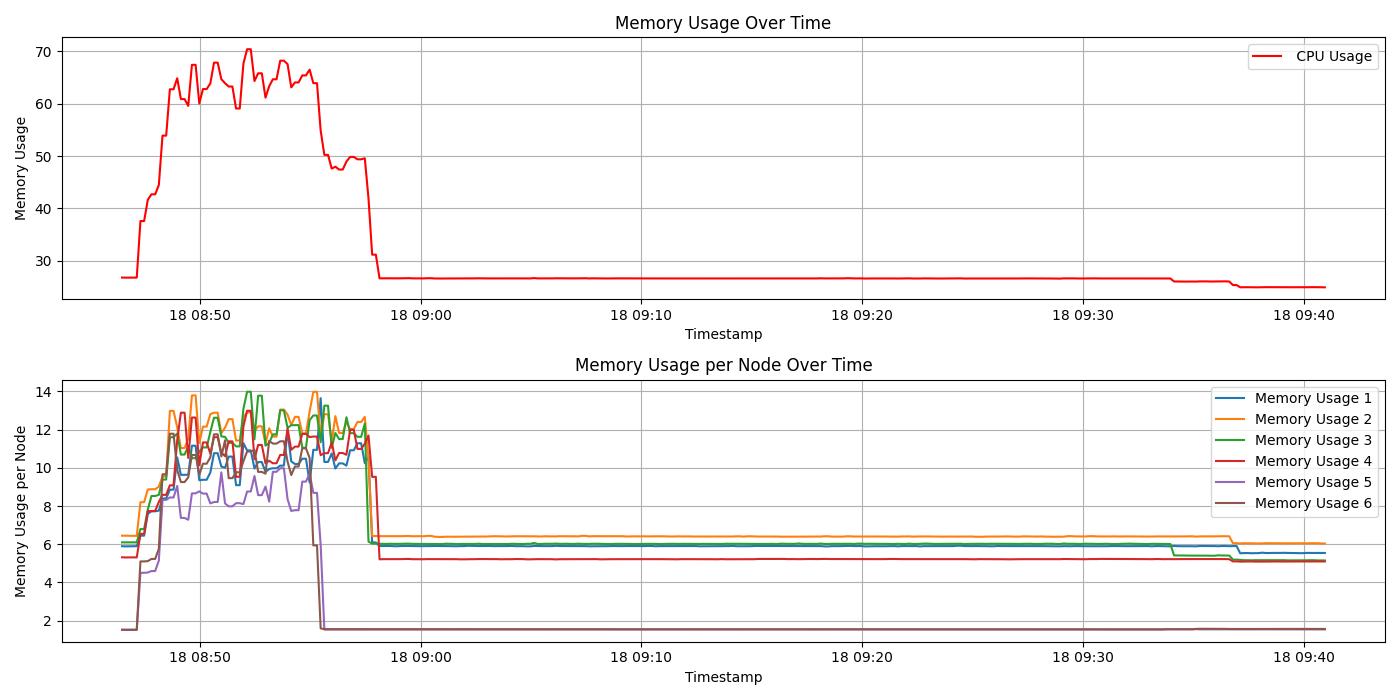 Memory Usage Over Time
CPU Usage
Memory Usage
70
60
50
40
30
18 08:50
18 09:00
18 09:10
18 09:20
18 09:30
18 09:40
Timestamp
Memory Usage per Node Over Time
Memory Usage 1
Memory Usage 2
Memory Usage 3
Memory Usage 4
Memory Usage 5
Memory Usage 6
Memory Usage per Node
14
12
10
8
6
4
2
18 08:50
18 09:00
18 09:10
18 09:20
18 09:30
18 09:40
Timestamp